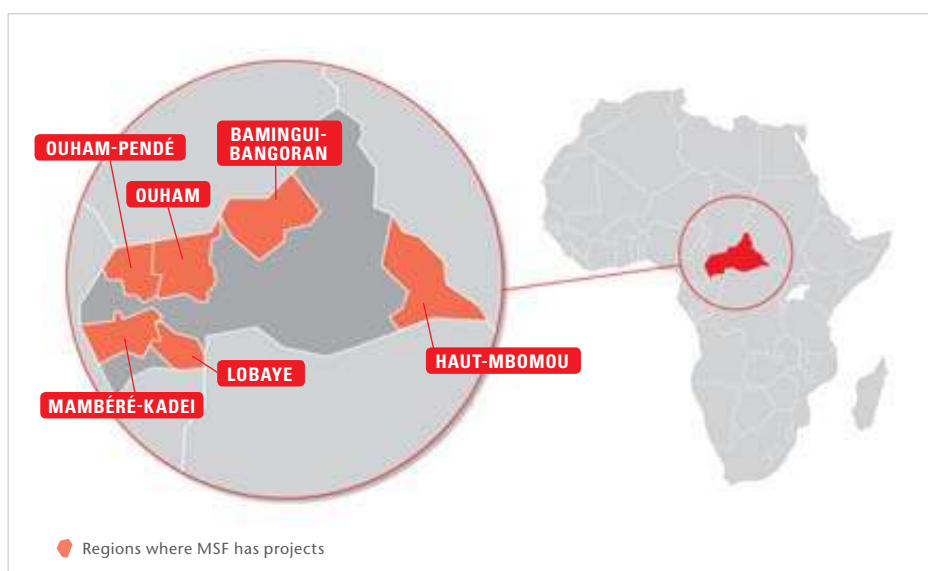 BAMINGUI-
BANGORAN
OUHAM-PENDÉ
OUHAM
HAUT-MBOMOU
LOBAYE
MAMBÉRÉ-KADEI
Regions where MSF has projects